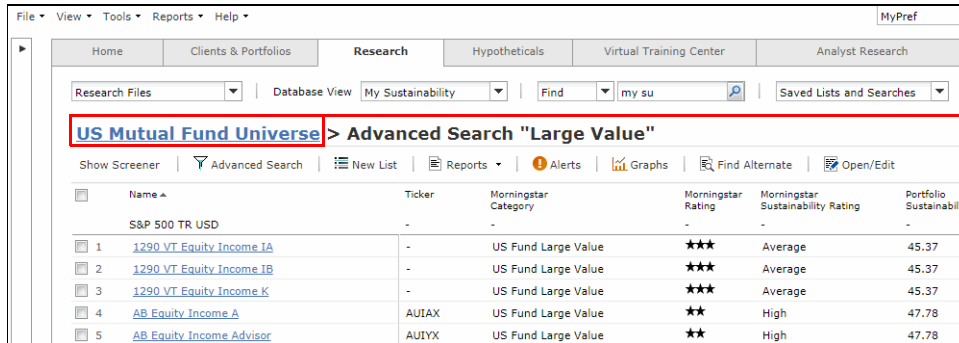 File View Tools Reports Help MyPref
Home Clients & Portfolios Research Hypotheticals Virtual Training Center Analyst Research
Research Files Database View My Sustainability Find my su Saved Lists and Searches
US Mutual Fund Universe > Advanced Search "Large Value"
Show Screener Advanced Search New List Reports Alerts Graphs Find Alternate Open/Edit
Name Ticker Morningstar Morningstar Morningstar Portfolio
Category Rating Sustainability Rating Sustainabil
S&P 500 TR USD - - - - -
1 1290 VT Equity Income IA - US Fund Large Value ★★★ Average 45.37
2 1290 VT Equity Income IB - US Fund Large Value ★★★ Average 45.37
3 1290 VT Equity Income K - US Fund Large Value ★★★ Average 45.37
4 AB Equity Income A AUIAX US Fund Large Value ★★ High 47.78
5 AB Equity Income Advisor AUIYX US Fund Large Value ★★ High 47.78